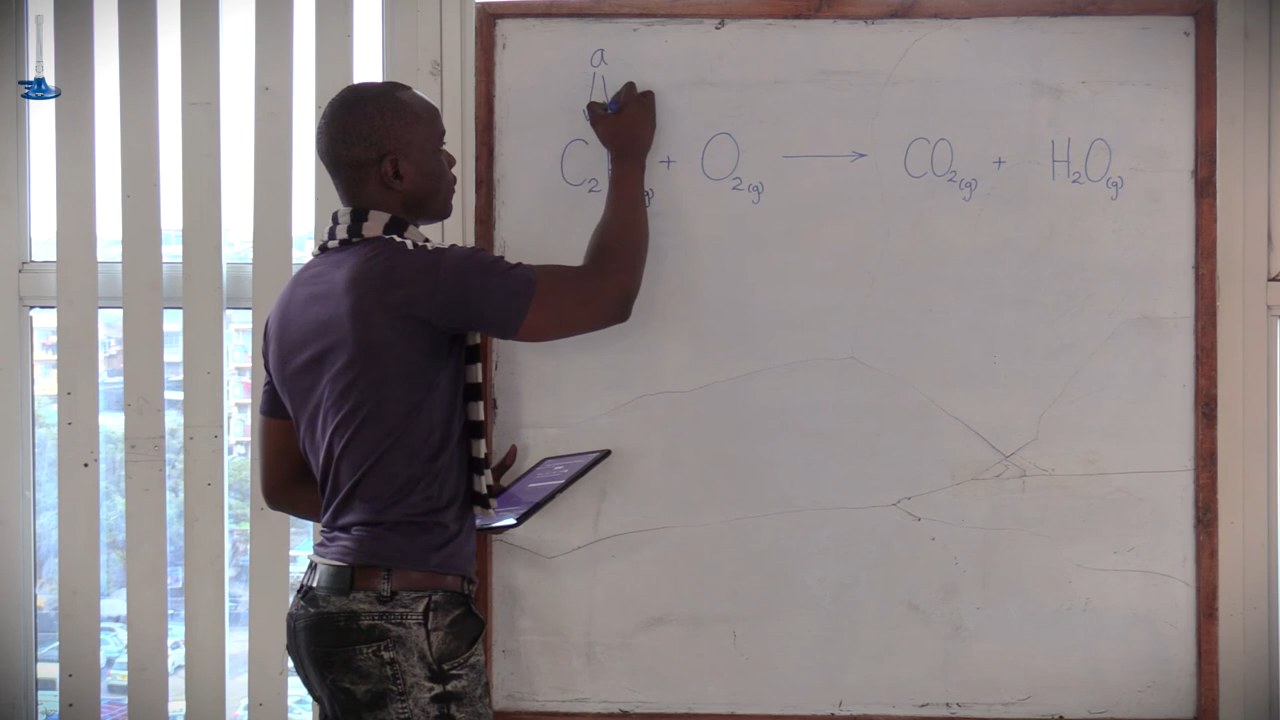 a
C₂ (g) + O₂(g) ⟶ CO₂(g) + H₂O(g)